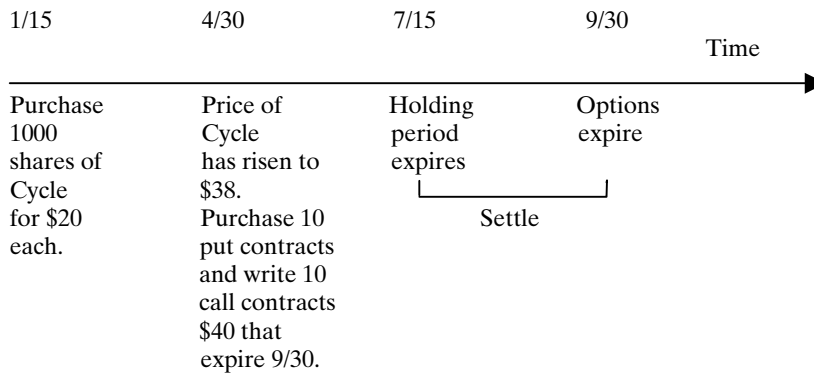 1/15 4/30 7/15 9/30
Time
Purchase
1000
shares of
Cycle
for $20
each.
Price of
Cycle
has risen to
$38.
Purchase 10
put contracts
and write 10
call contracts
$40 that
expire 9/30.
Holding
period
expires
Options
expire
Settle